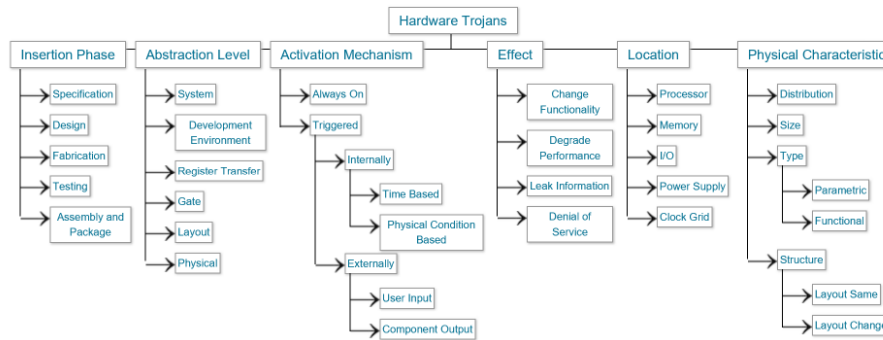 Hardware Trojans
Insertion Phase
Specification
Design
Fabrication
Testing
Assembly and
Package
Abstraction Level
System
Development
Environment
Register Transfer
Gate
Layout
Physical
Activation Mechanism
Always On
Triggered
Internally
Time Based
Physical Condition
Based
Externally
User Input
Component Output
Effect
Change
Functionality
Degrade
Performance
Leak Information
Denial of
Service
Location
Processor
Memory
I/O
Power Supply
Clock Grid
Physical Characteristic
Distribution
Size
Type
Parametric
Functional
Structure
Layout Same
Layout Change